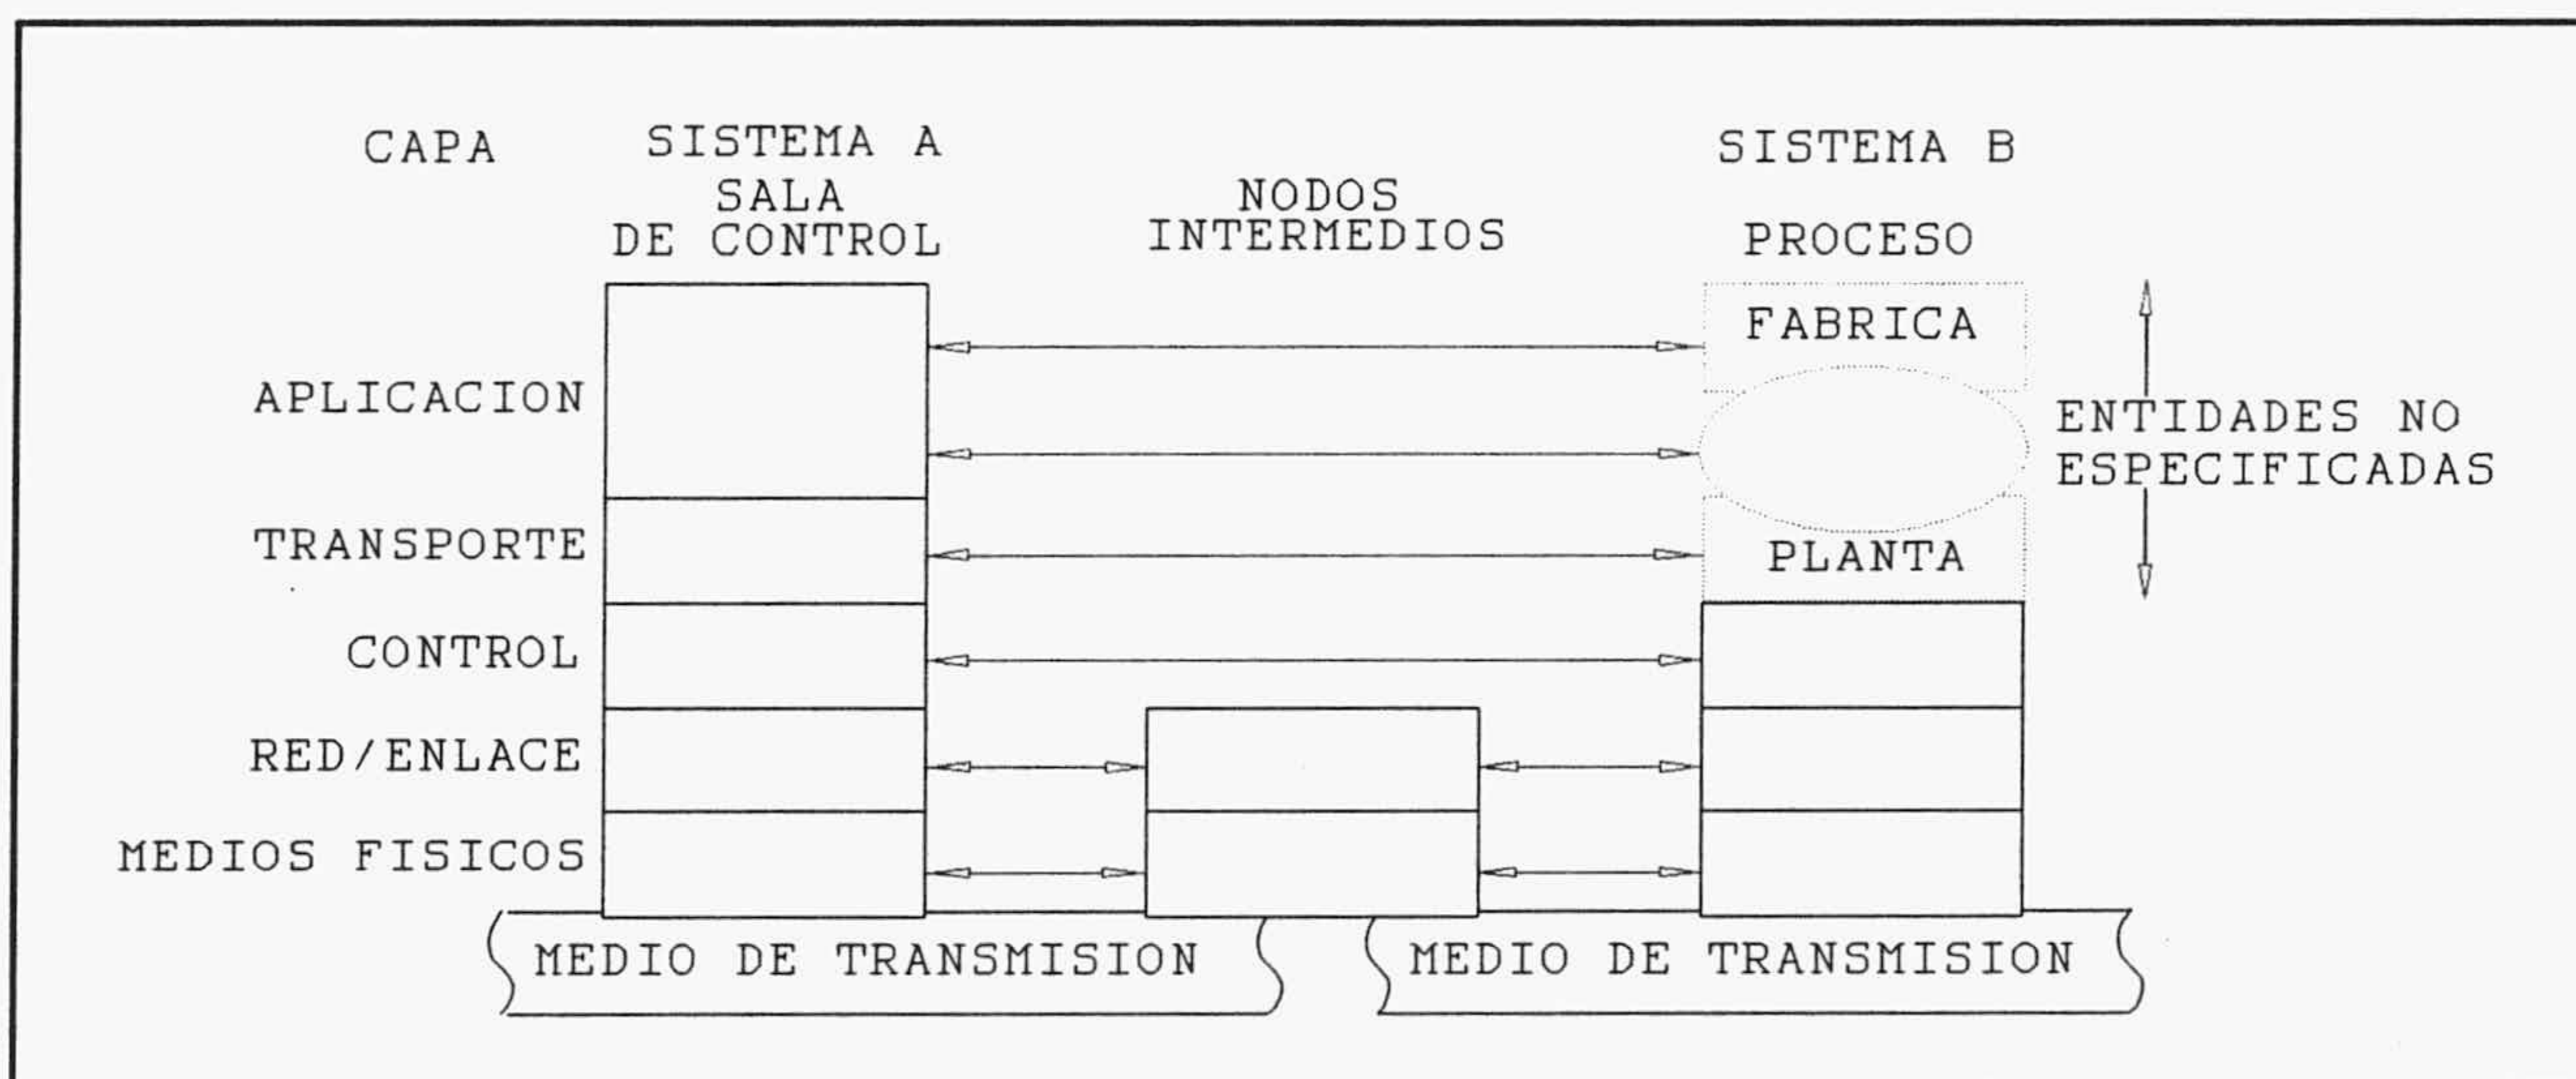 CAPA
SISTEMA A
SALA
DE CONTROL
NODOS
INTERMEDIOS
SISTEMA B
PROCESO
FABRICA
APLICACION
ENTIDADES NO
ESPECIFICADAS
TRANSPORTE
PLANTA
CONTROL
RED/ENLACE
MEDIOS FISICOS
MEDIO DE TRANSMISION
MEDIO DE TRANSMISION